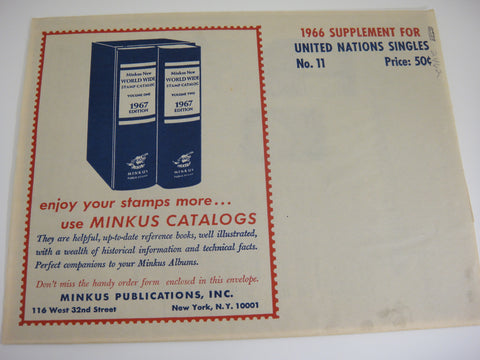 1966 SUPPLEMENT FOR
UNITED NATIONS SINGLES
No. 11 Price: 50¢
Minkus New
WORLD WIDE
STAMP CATALOG
VOLUME ONE
1967
EDITION
MINKUS
Minkus New
WORLD WIDE
STAMP CATALOG
VOLUME TWO
1967
EDITION
MINKUS
enjoy your stamps more...
use MINKUS CATALOGS
They are helpful, up-to-date reference books, well illustrated,
with a wealth of historical information and technical facts.
Perfect companions to your Minkus Albums.
Don't miss the handy order form enclosed in this envelope.
MINKUS PUBLICATIONS, INC.
116 West 32nd Street New York, N.Y. 10001